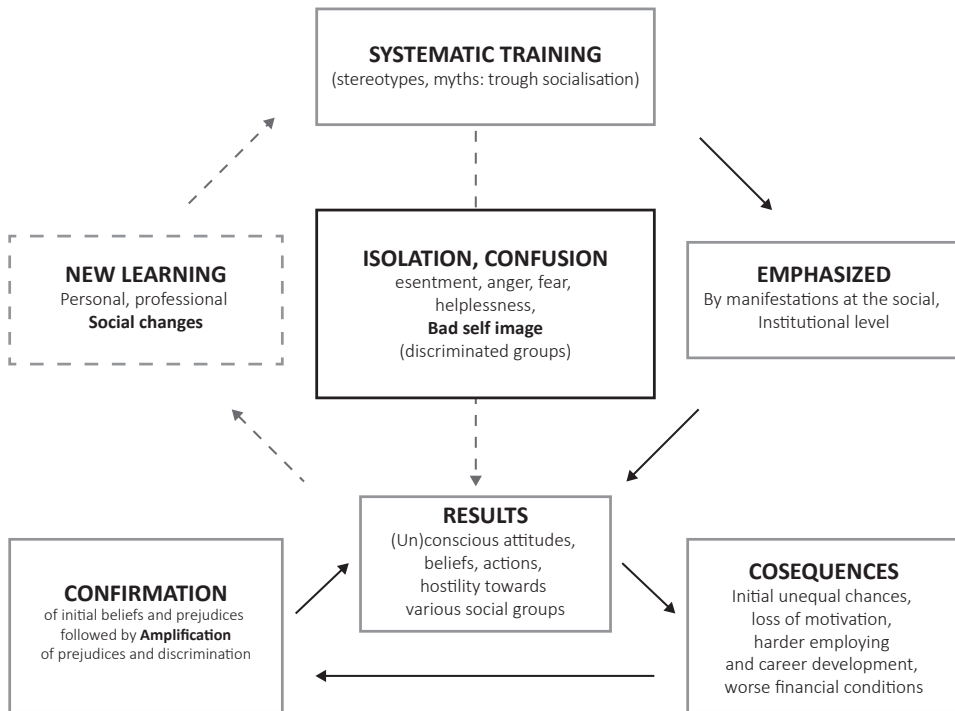 SYSTEMATIC TRAINING
(stereotypes, myths: trough socialisation)
NEW LEARNING
Personal, professional
Social changes
ISOLATION, CONFUSION
esentment, anger, fear,
helplessness,
Bad self image
(discriminated groups)
EMPHASIZED
By manifestations at the social,
Institutional level
RESULTS
(Un)conscious attitudes,
beliefs, actions,
hostility towards
various social groups
CONFIRMATION
of initial beliefs and prejudices
followed by Amplification
of prejudices and discrimination
COSEQUENCES
Initial unequal chances,
loss of motivation,
harder employing
and career development,
worse financial conditions